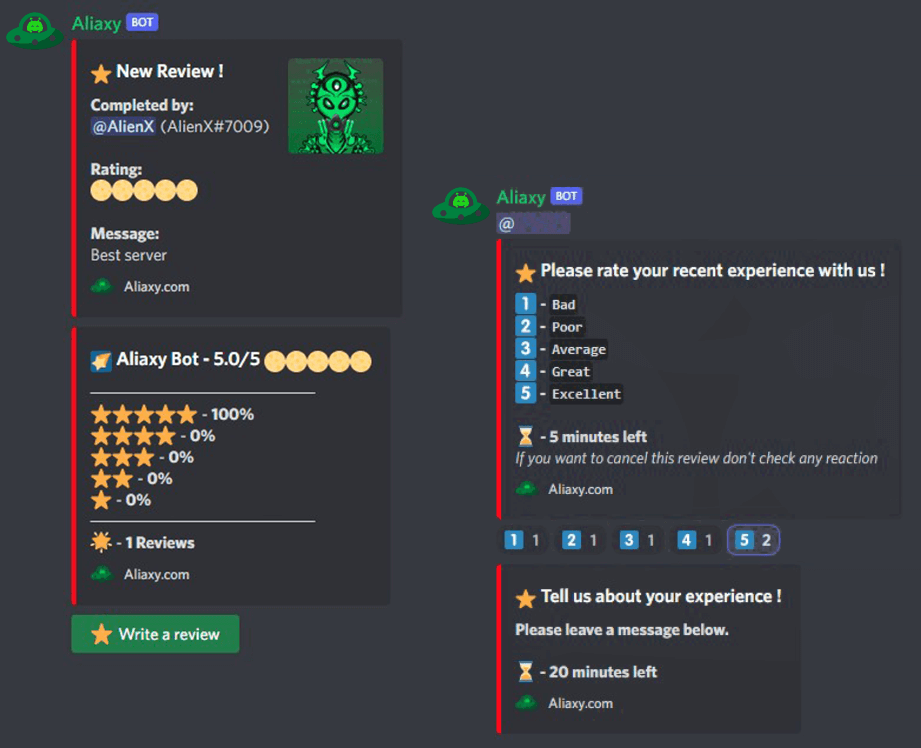 Aliaxy BOT
New Review !
Completed by:
@AlienX (AlienX#7009)
Rating:
Message:
Best server
Aliaxy.com
Aliaxy Bot - 5.0/5
- 100%
- 0%
- 0%
- 0%
- 0%
- 1 Reviews
Aliaxy.com
Write a review
Aliaxy BOT
@
Please rate your recent experience with us !
1 - Bad
2 - Poor
3 - Average
4 - Great
5 - Excellent
- 5 minutes left
If you want to cancel this review don't check any reaction
Aliaxy.com
1 1 2 1 3 1 4 1 5 2
Tell us about your experience !
Please leave a message below.
- 20 minutes left
Aliaxy.com